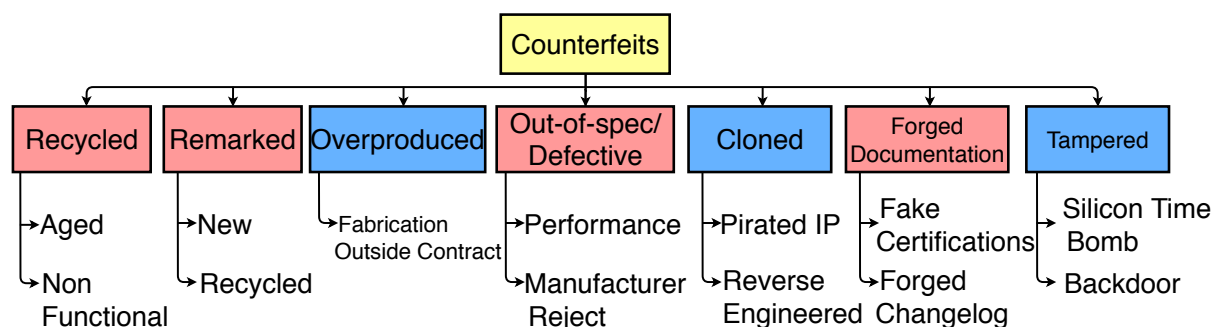 Counterfeits
Recycled
Remarked
Overproduced
Out-of-spec/
Defective
Cloned
Forged
Documentation
Tampered
Aged
Non
Functional
New
Recycled
Fabrication
Outside Contract
Performance
Manufacturer
Reject
Pirated IP
Reverse
Engineered
Fake
Certifications
Forged
Changelog
Silicon Time
Bomb
Backdoor